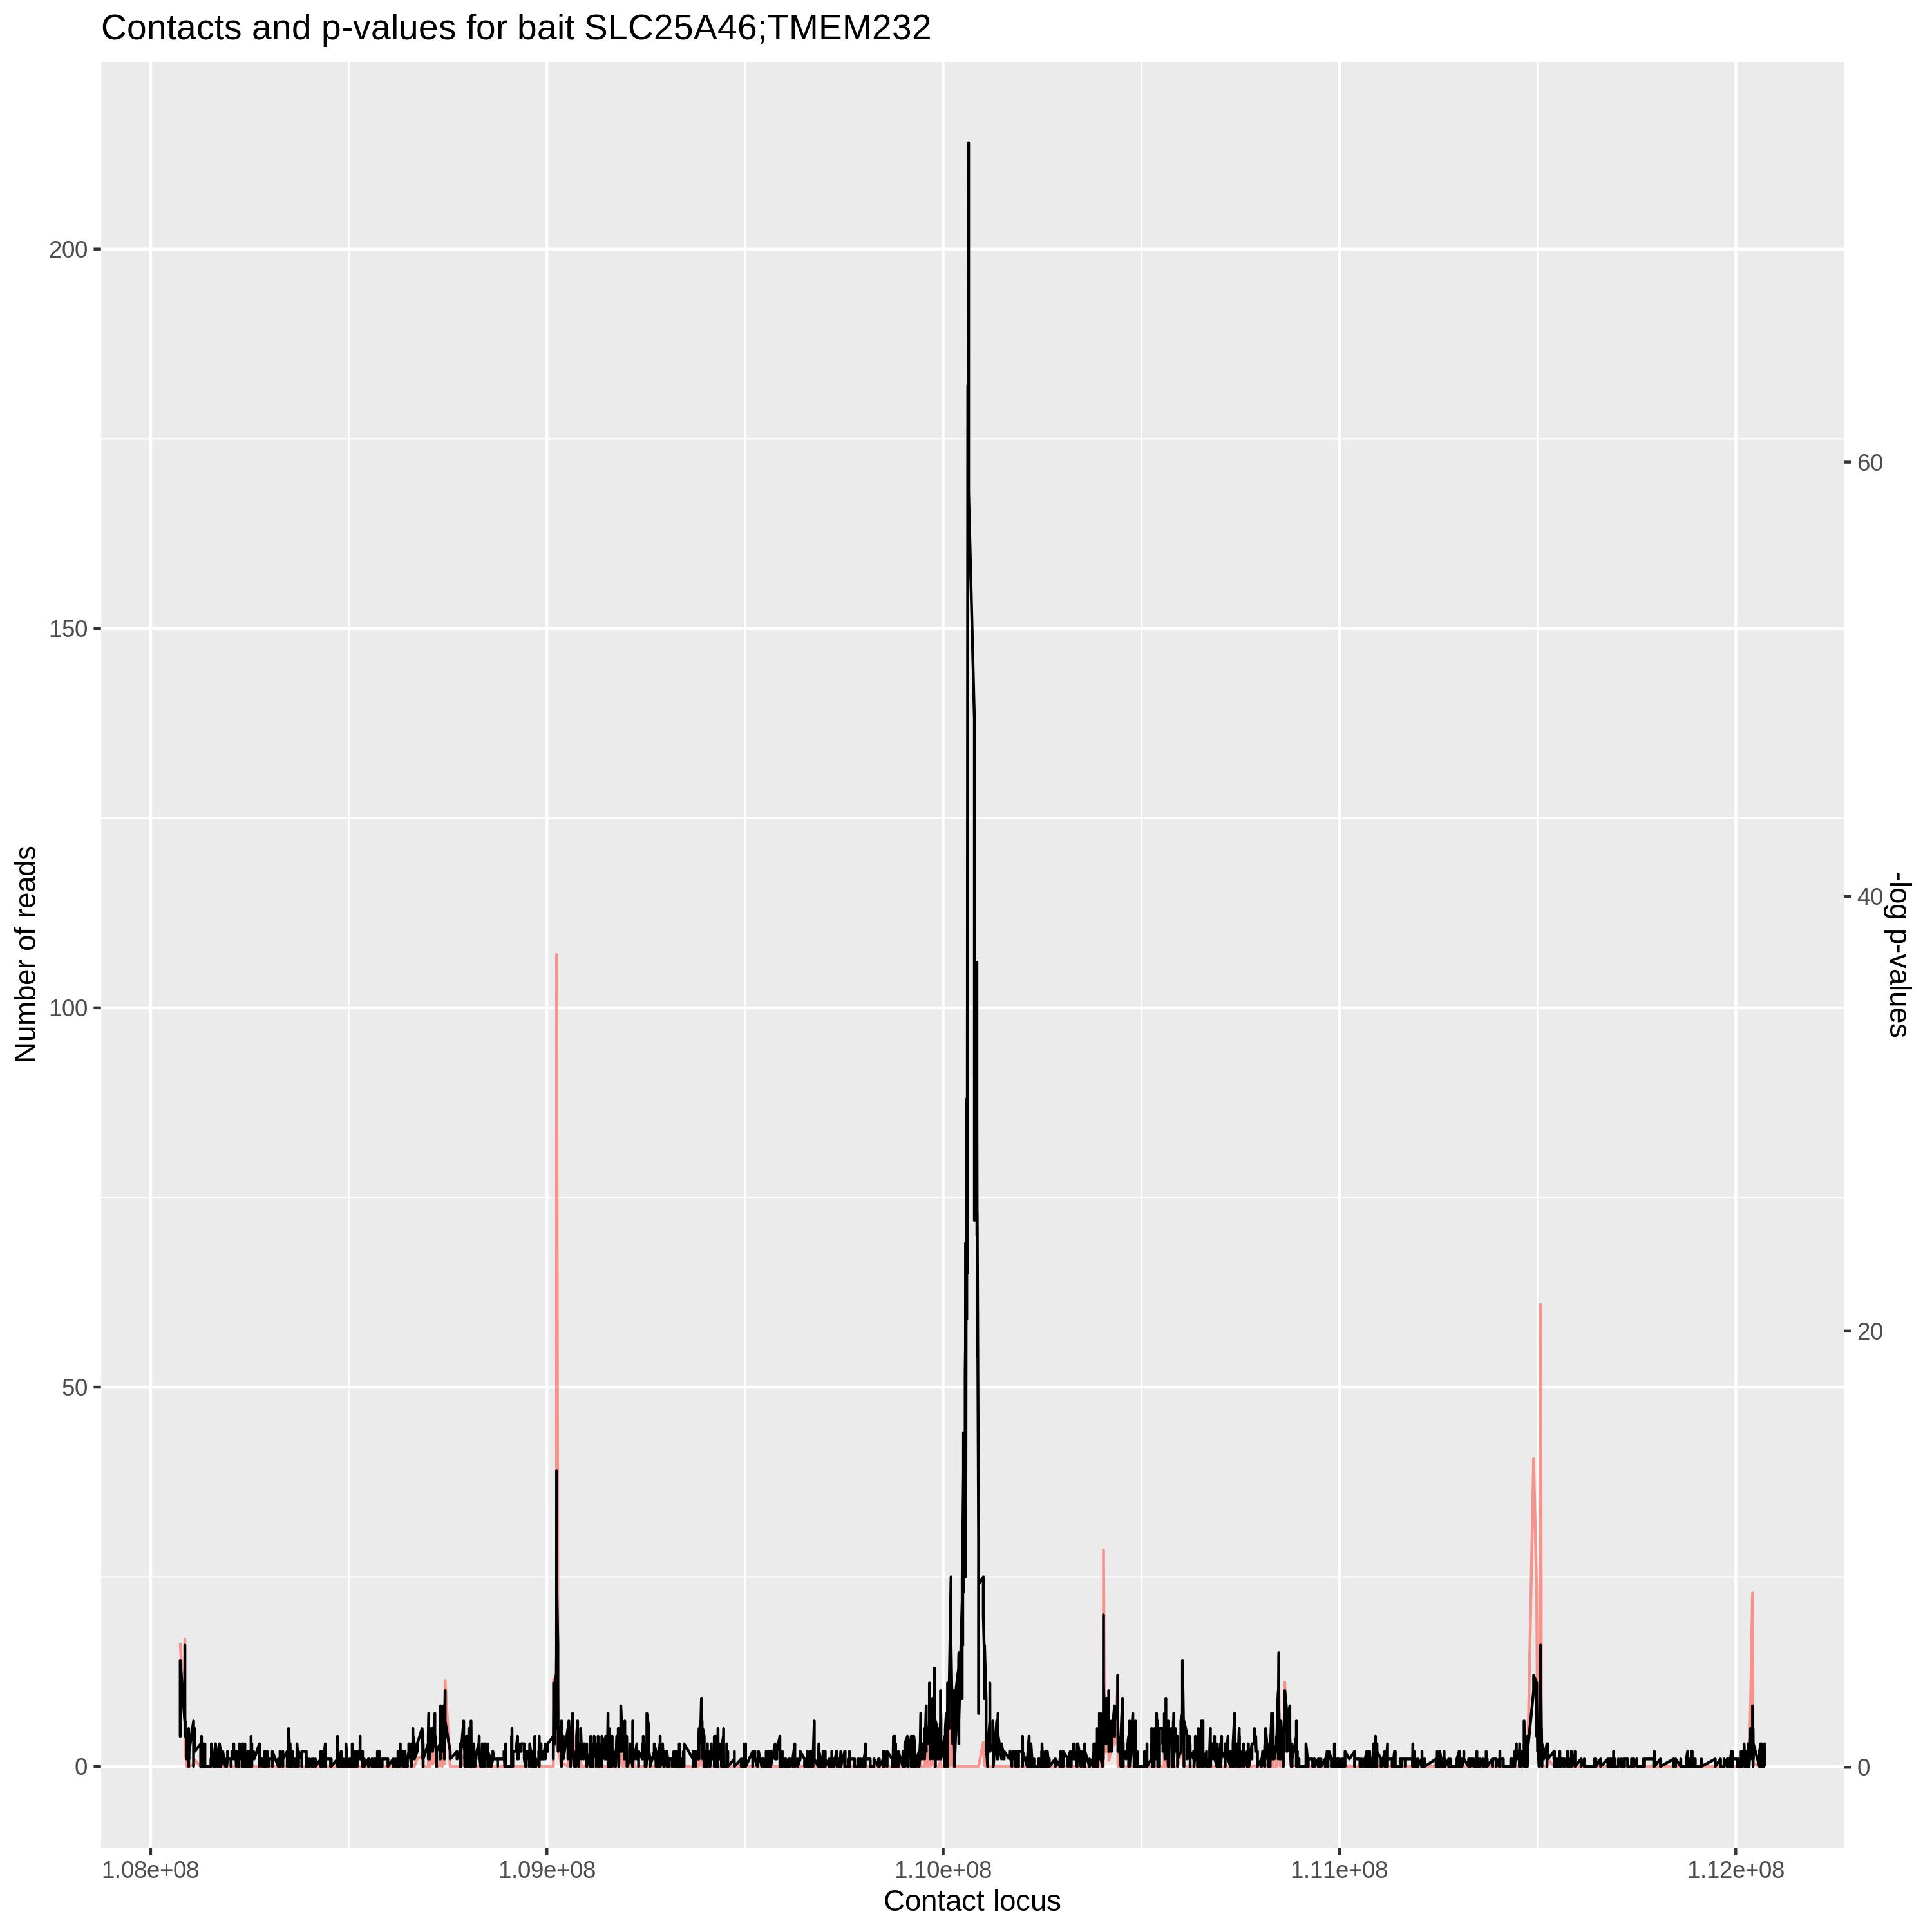 Contacts and p-values for bait SLC25A46;TMEM232
Number of reads
200
150
100
50
0
60
40
20
0
-log p-values
1.08e+08
1.09e+08
1.10e+08
1.11e+08
1.12e+08
Contact locus